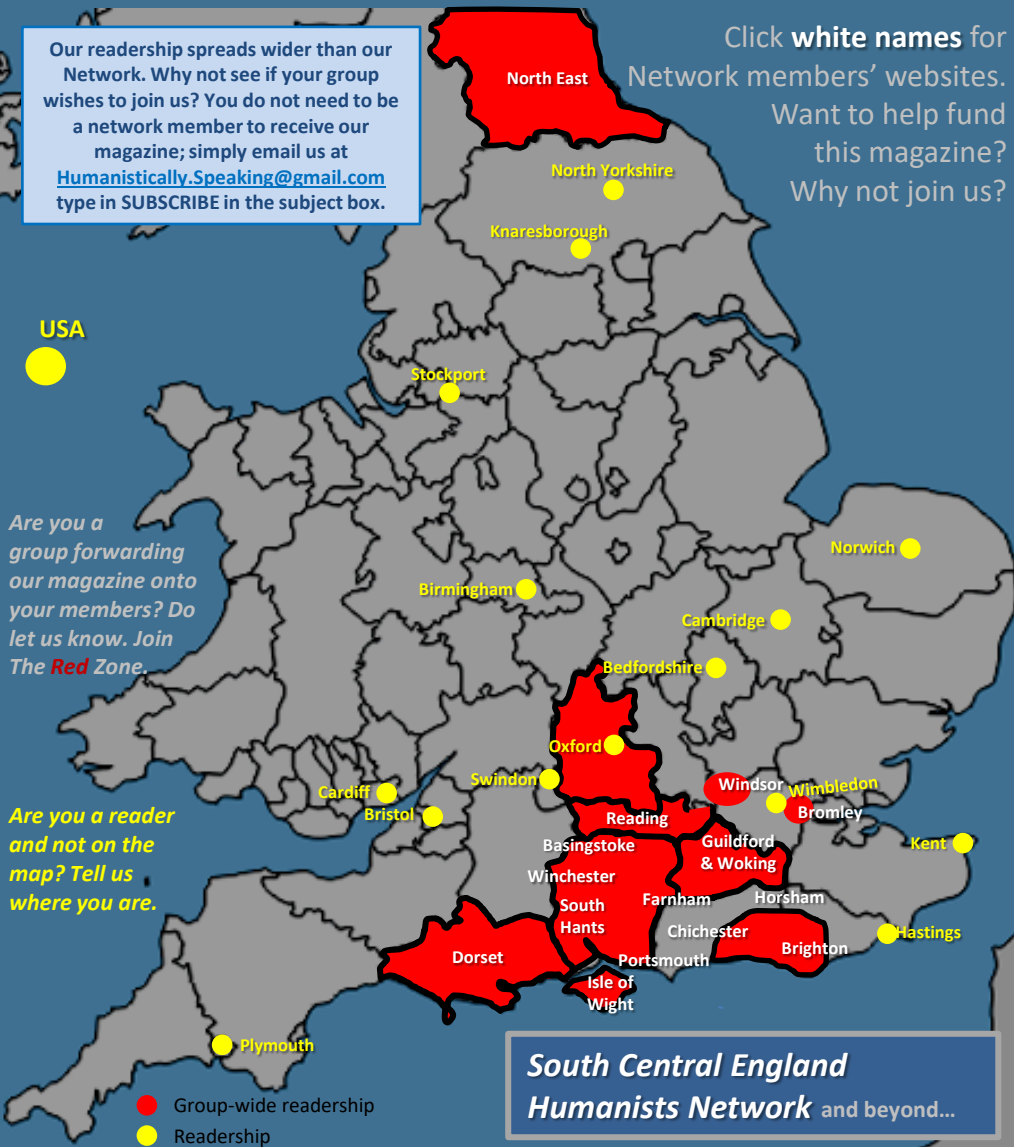 Our readership spreads wider than our
Network. Why not see if your group
wishes to join us? You do not need to be
a network member to receive our
magazine; simply email us at
Humanistically.Speaking@gmail.com
type in SUBSCRIBE in the subject box.
Click white names for
Network members’ websites.
Want to help fund
this magazine?
Why not join us?
North East
North Yorkshire
Knaresborough
USA
Stockport
Are you a
group forwarding
our magazine onto
your members? Do
let us know. Join
The Red Zone.
Norwich
Birmingham
Cambridge
Bedfordshire
Oxford
Swindon
Cardiff
Bristol
Windsor
Wimbledon
Bromley
Reading
Basingstoke
Guildford
& Woking
Kent
Winchester
Farnham
Horsham
South
Hants
Chichester
Hastings
Brighton
Portsmouth
Dorset
Isle of
Wight
Are you a reader
and not on the
map? Tell us
where you are.
Plymouth
Group-wide readership
Readership
South Central England
Humanists Network and beyond...